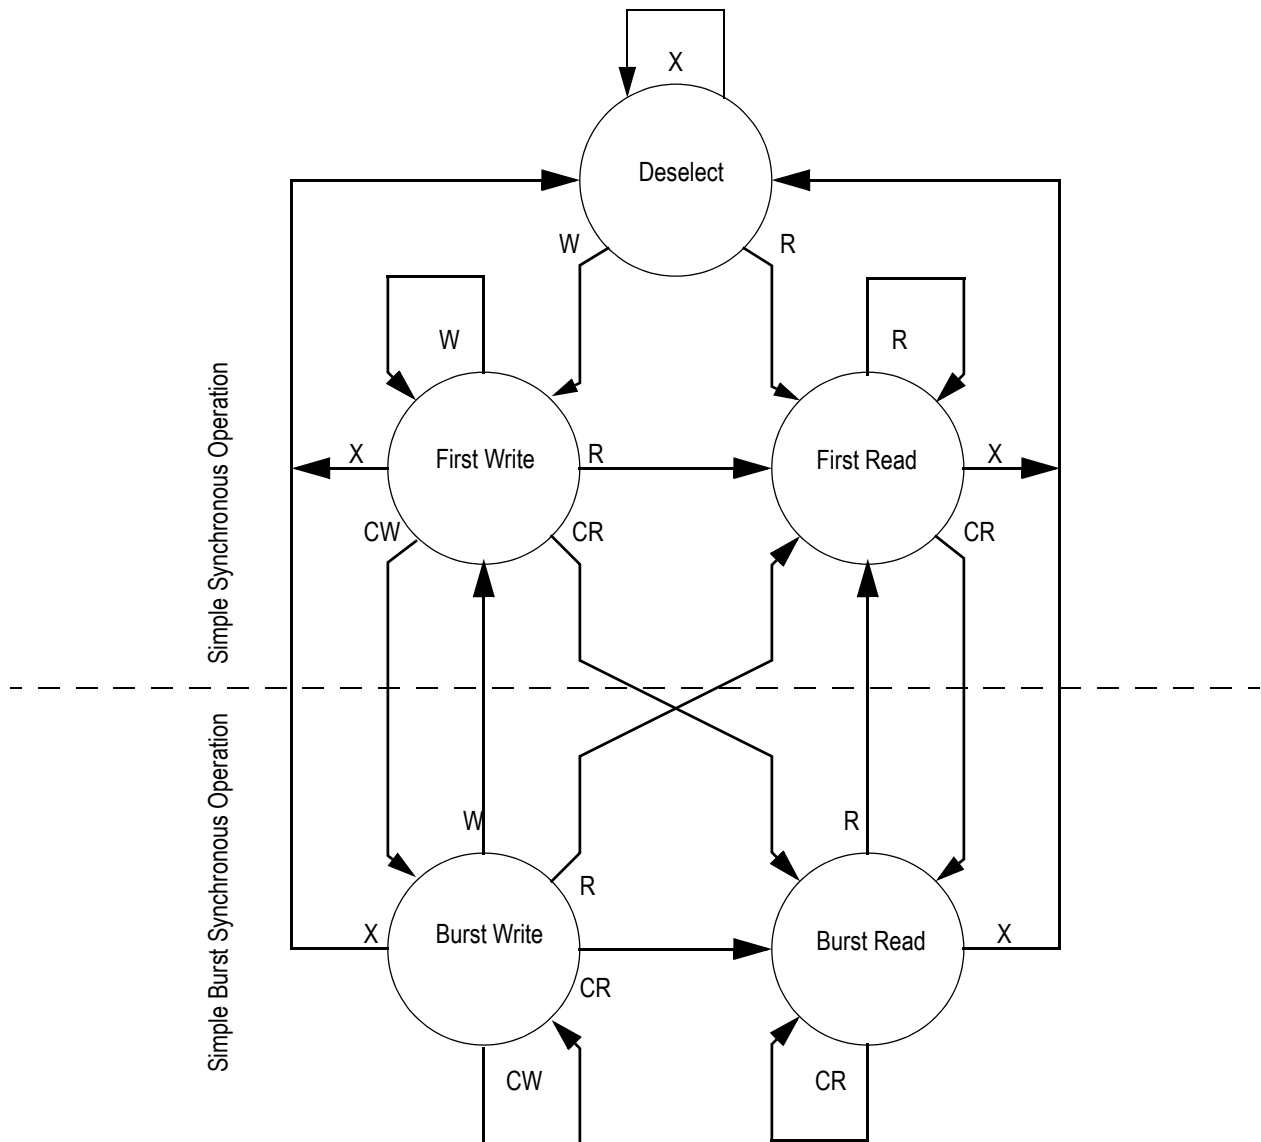 X
Deselect
W
R
W
R
X
First Write
R
First Read
X
CW
CR
CR
Simple Synchronous Operation
W
R
R
X
Burst Write
CR
Burst Read
X
Simple Burst Synchronous Operation
CW
CR